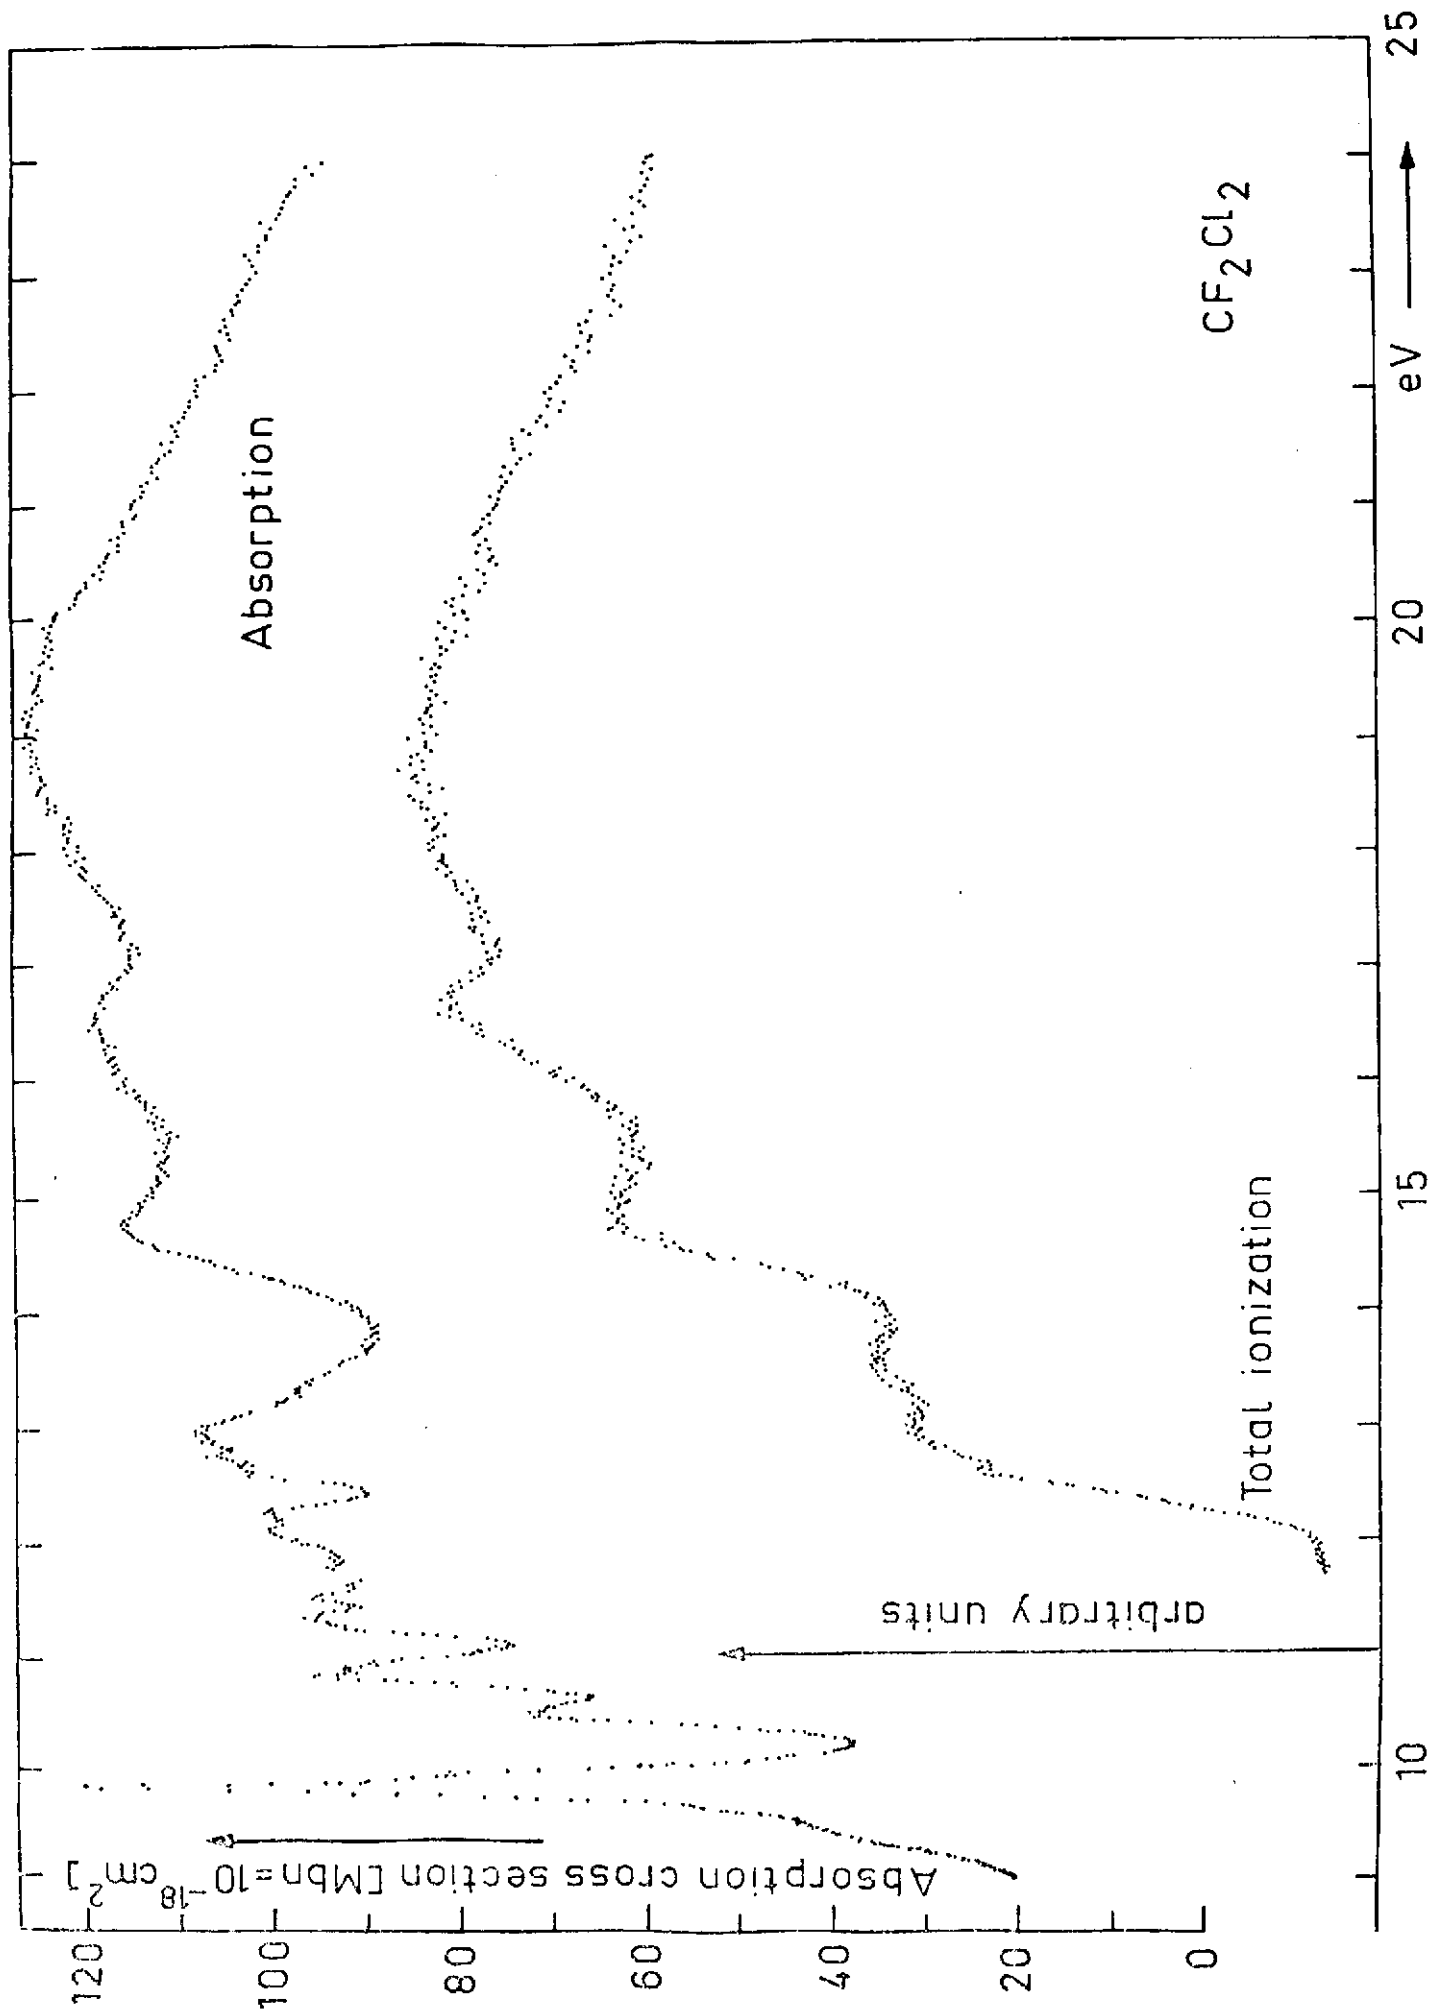 Absorption cross section [Mbn=10⁻¹⁸cm²]
120
100
80
60
40
20
0
arbitrary units
Absorption
Total ionization
CF₂Cl₂
10
15
20
eV
25